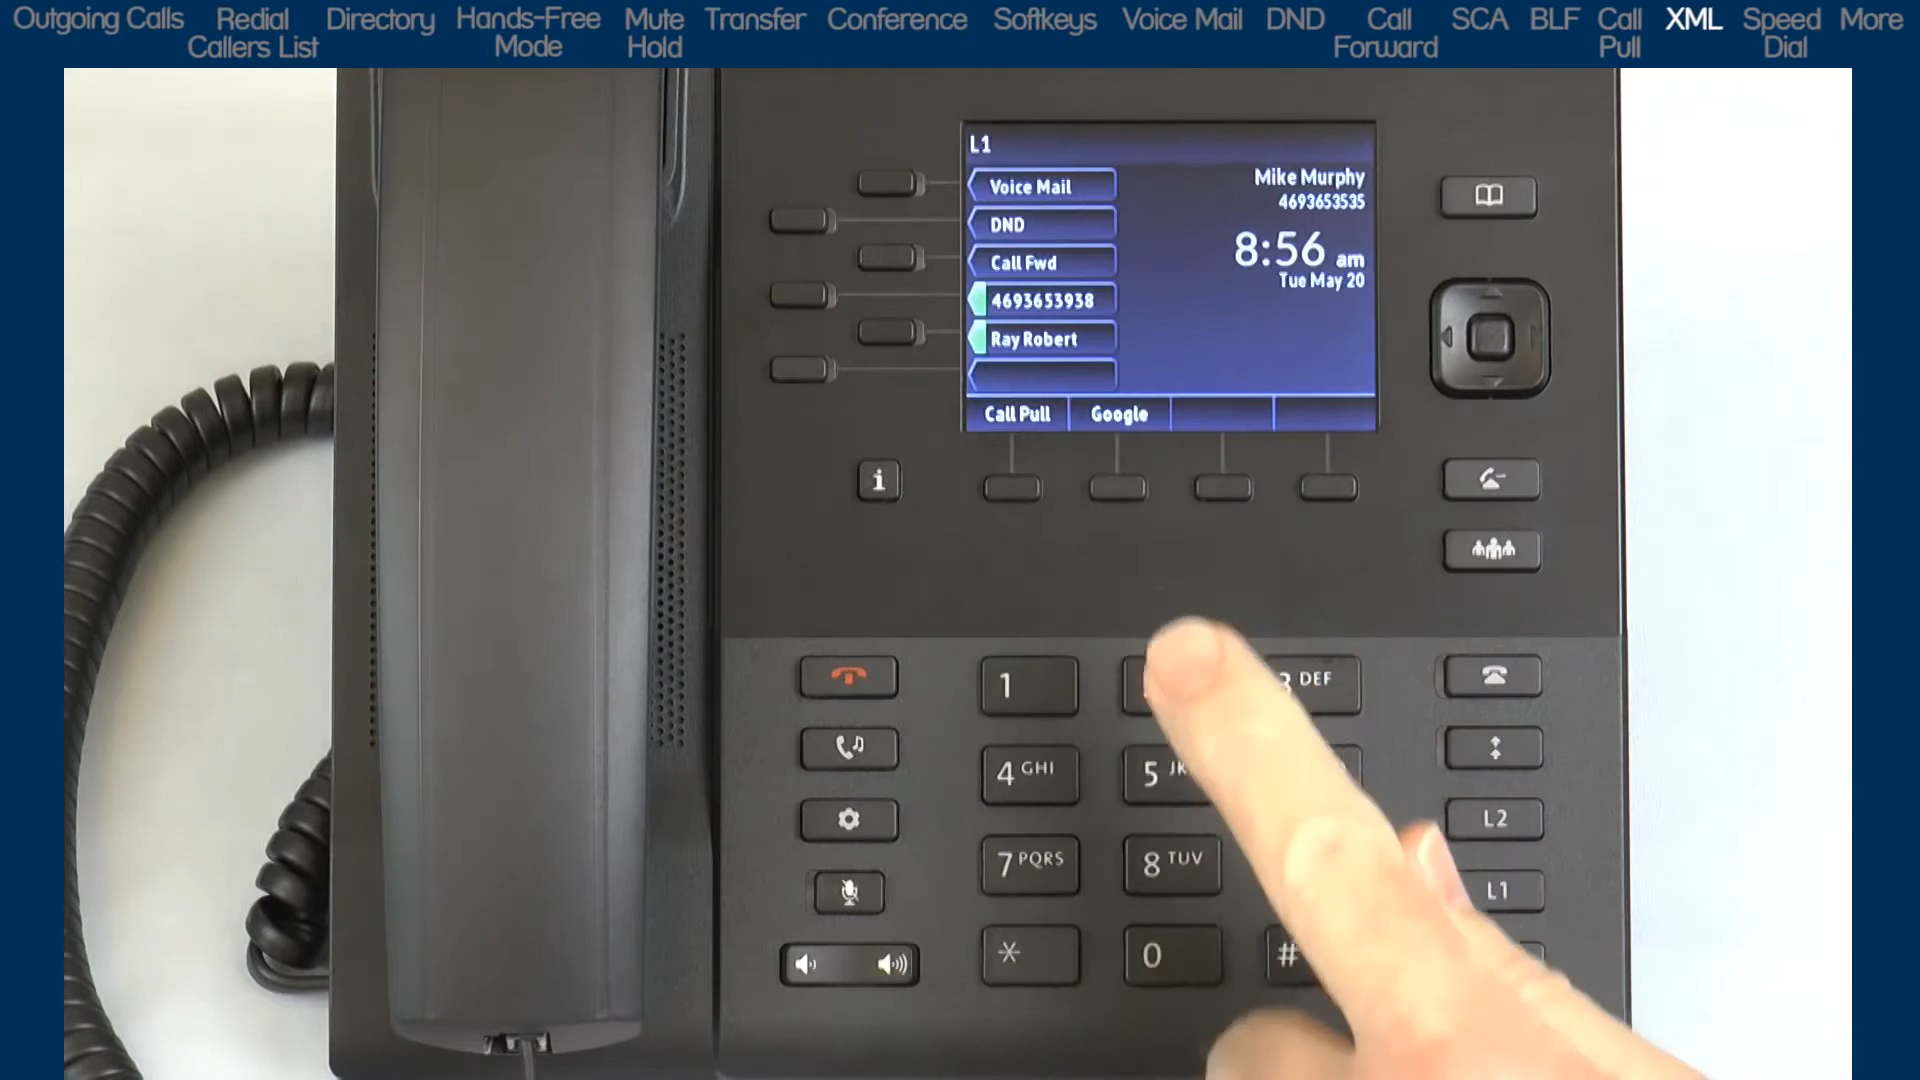 Outgoing Calls
Redial
Callers List
Directory
Hands-Free
Mode
Mute
Hold
Transfer
Conference
Softkeys
Voice Mail
DND
Call
Forward
SCA
BLF
Call
Pull
XML
Speed
Dial
More
L1
Voice Mail
DND
Call Fwd
4693653938
Ray Robert
Mike Murphy
4693653535
8:56 am
Tue May 20
Call Pull
Google
i
1
3 DEF
4 GHI
5
7 PQRS
8 TUV
*
0
#
L2
L1